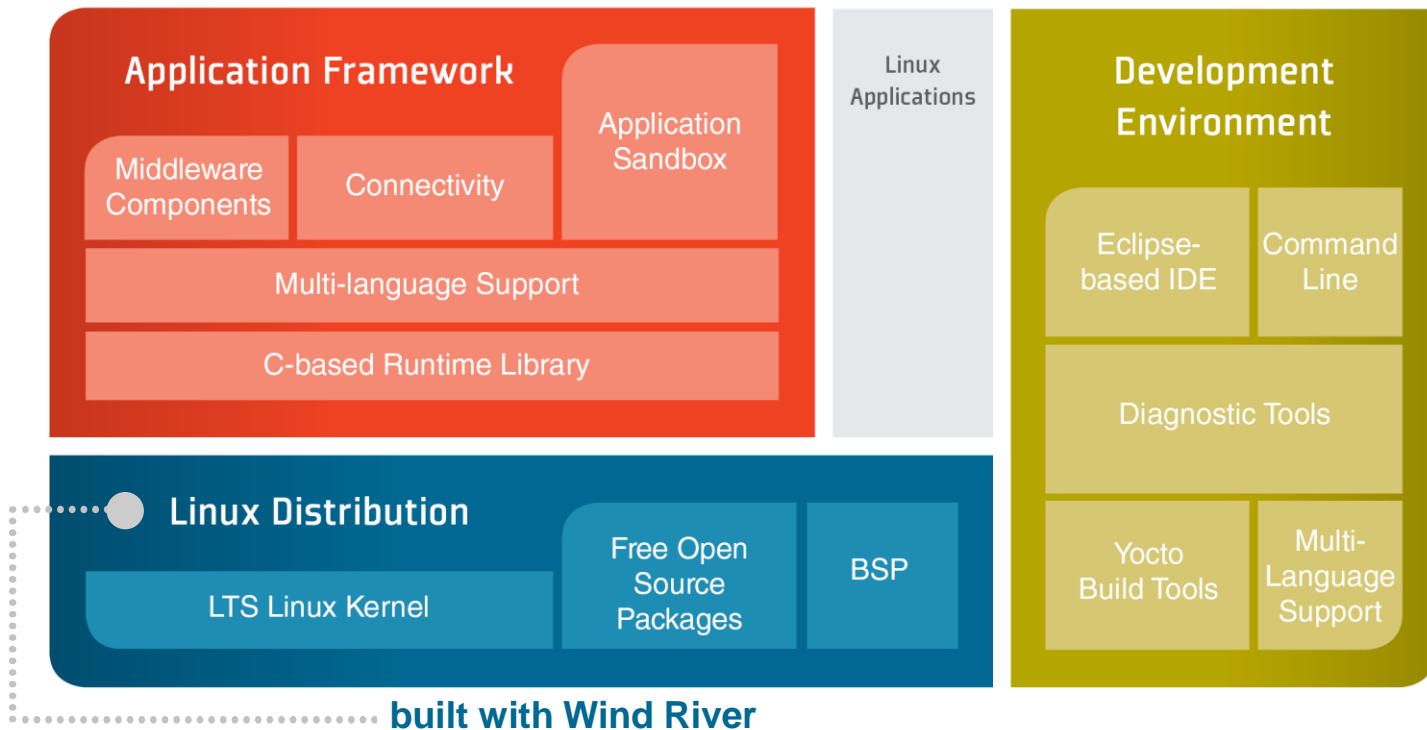 Application Framework
Application
Sandbox
Middleware
Components
Connectivity
Multi-language Support
C-based Runtime Library
Linux
Applications
Linux Distribution
LTS Linux Kernel
Free Open
Source
Packages
BSP
built with Wind River
Development
Environment
Eclipse-
based IDE
Command
Line
Diagnostic Tools
Yocto
Build Tools
Multi-
Language
Support